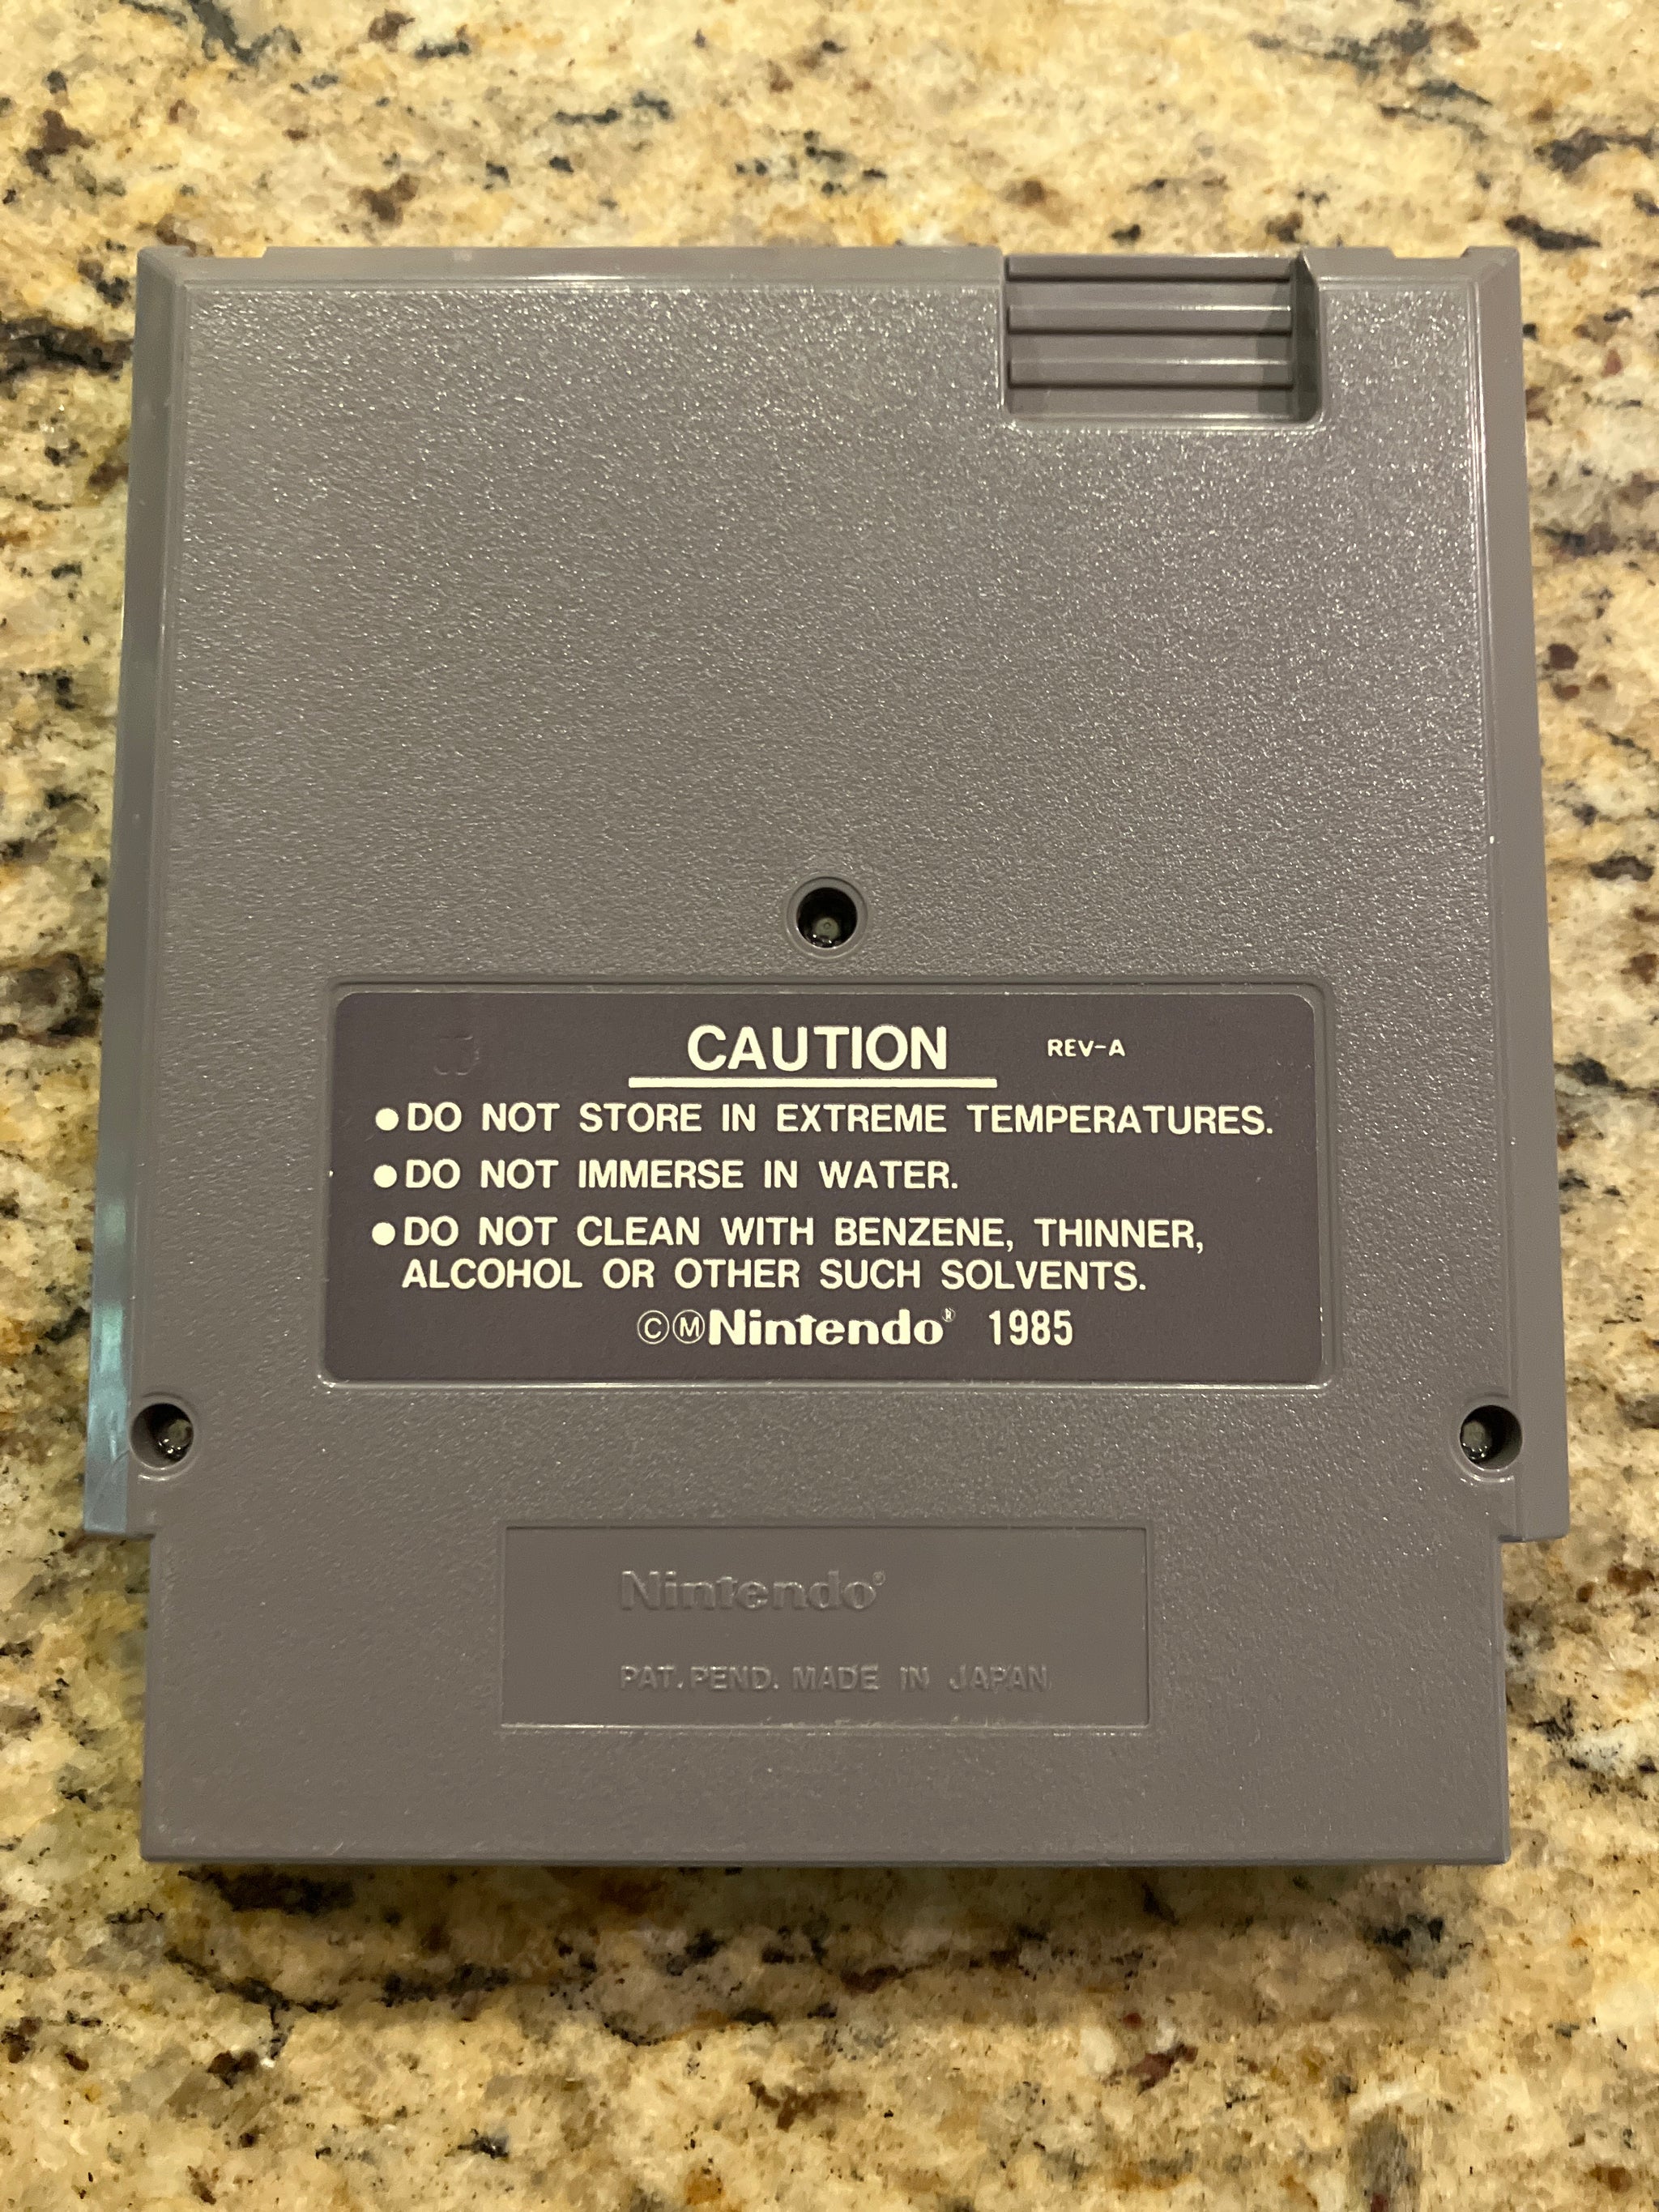 CAUTION REV-A
●DO NOT STORE IN EXTREME TEMPERATURES.
●DO NOT IMMERSE IN WATER.
●DO NOT CLEAN WITH BENZENE, THINNER,
ALCOHOL OR OTHER SUCH SOLVENTS.
©ⓂNintendo® 1985
Nintendo®
PAT. PEND. MADE IN JAPAN